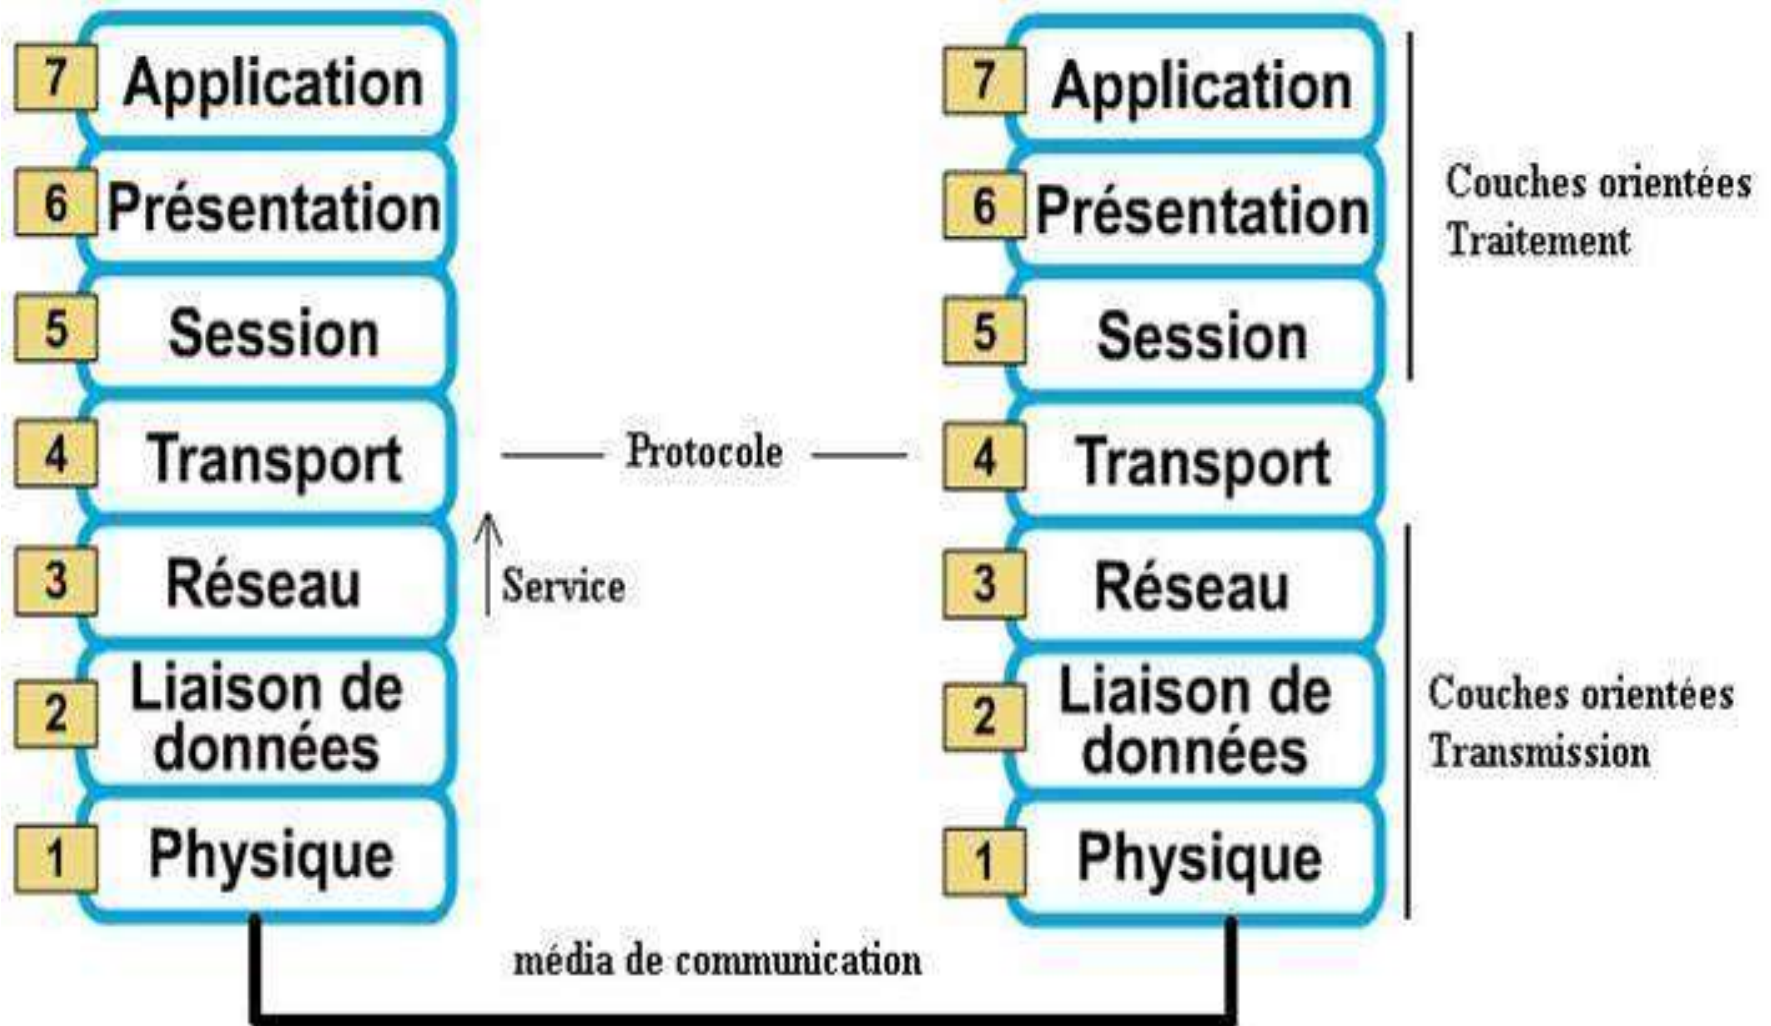 7 Application
6 Présentation
5 Session
4 Transport
3 Réseau
2 Liaison de
données
1 Physique
Protocole
Service
média de communication
7 Application
6 Présentation
5 Session
4 Transport
3 Réseau
2 Liaison de
données
1 Physique
Couches orientées
Traitement
Couches orientées
Transmission